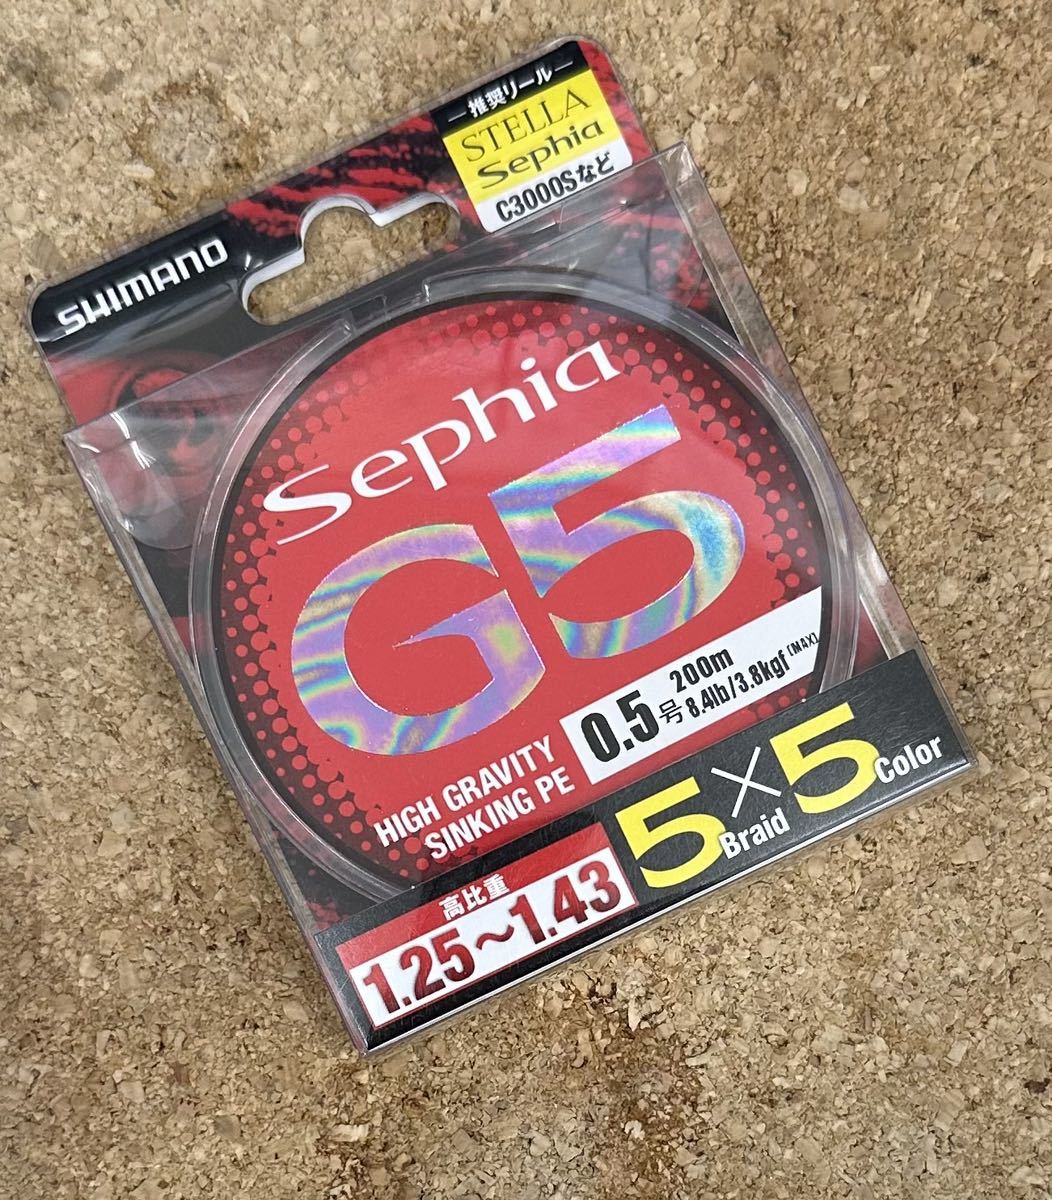 SHIMANO
—推奨リール—
STELLA
Sephia
C3000Sなど
Sephia
G5
HIGH GRAVITY
SINKING PE
0.5号
200m
8.4lb/3.8kgf [MAX]
高比重
1.25~1.43
5×5
Braid
Color